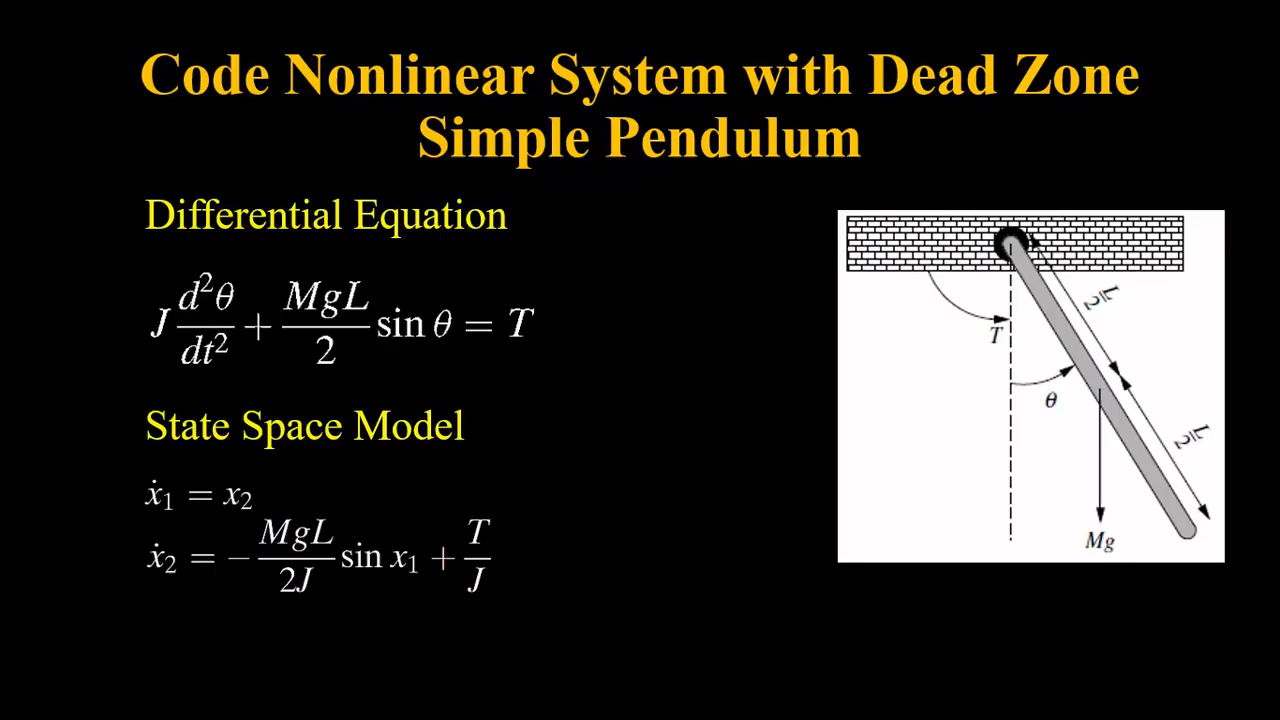 Code Nonlinear System with Dead Zone
Simple Pendulum
Differential Equation
J d²θ/dt² + MgL/2 sin θ = T
State Space Model
ẋ₁ = x₂
ẋ₂ = − MgL/2J sin x₁ + T/J
L/2
T
θ
L/2
Mg